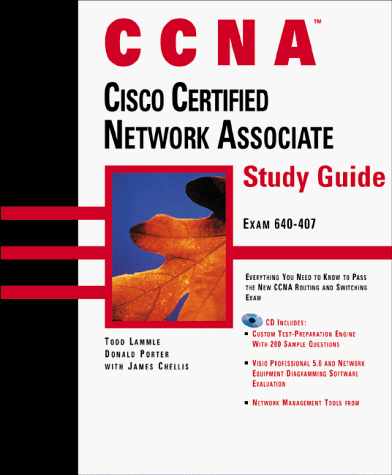 CCNA™
CISCO CERTIFIED
NETWORK ASSOCIATE
Study Guide
EXAM 640-407
EVERYTHING YOU NEED TO KNOW TO PASS
THE NEW CCNA ROUTING AND SWITCHING
EXAM
CD INCLUDES:
▪ CUSTOM TEST-PREPARATION ENGINE
WITH 200 SAMPLE QUESTIONS
▪ VISIO PROFESSIONAL 5.0 AND NETWORK
EQUIPMENT DIAGRAMMING SOFTWARE
EVALUATION
▪ NETWORK MANAGEMENT TOOLS FROM
TODD LAMMLE
DONALD PORTER
WITH JAMES CHELLIS